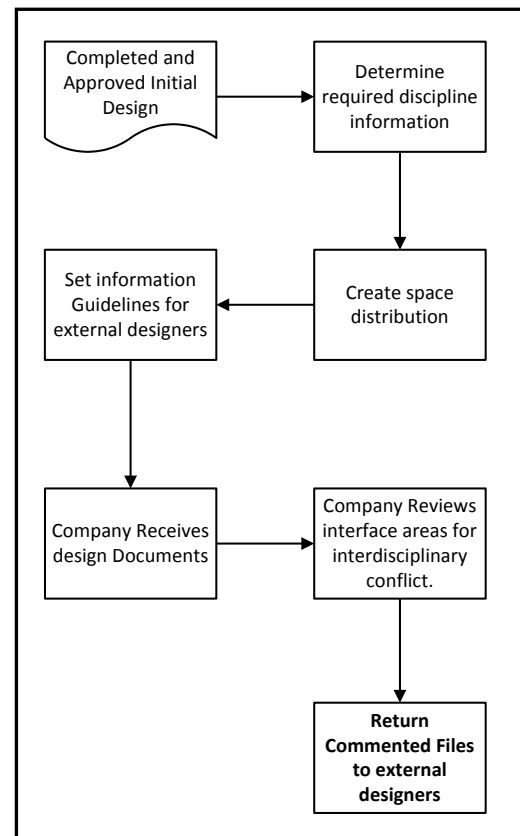 Completed and
Approved Initial
Design
Determine
required discipline
information
Create space
distribution
Set information
Guidelines for
external designers
Company Receives
design Documents
Company Reviews
interface areas for
interdisciplinary
conflict.
Return
Commented Files
to external
designers